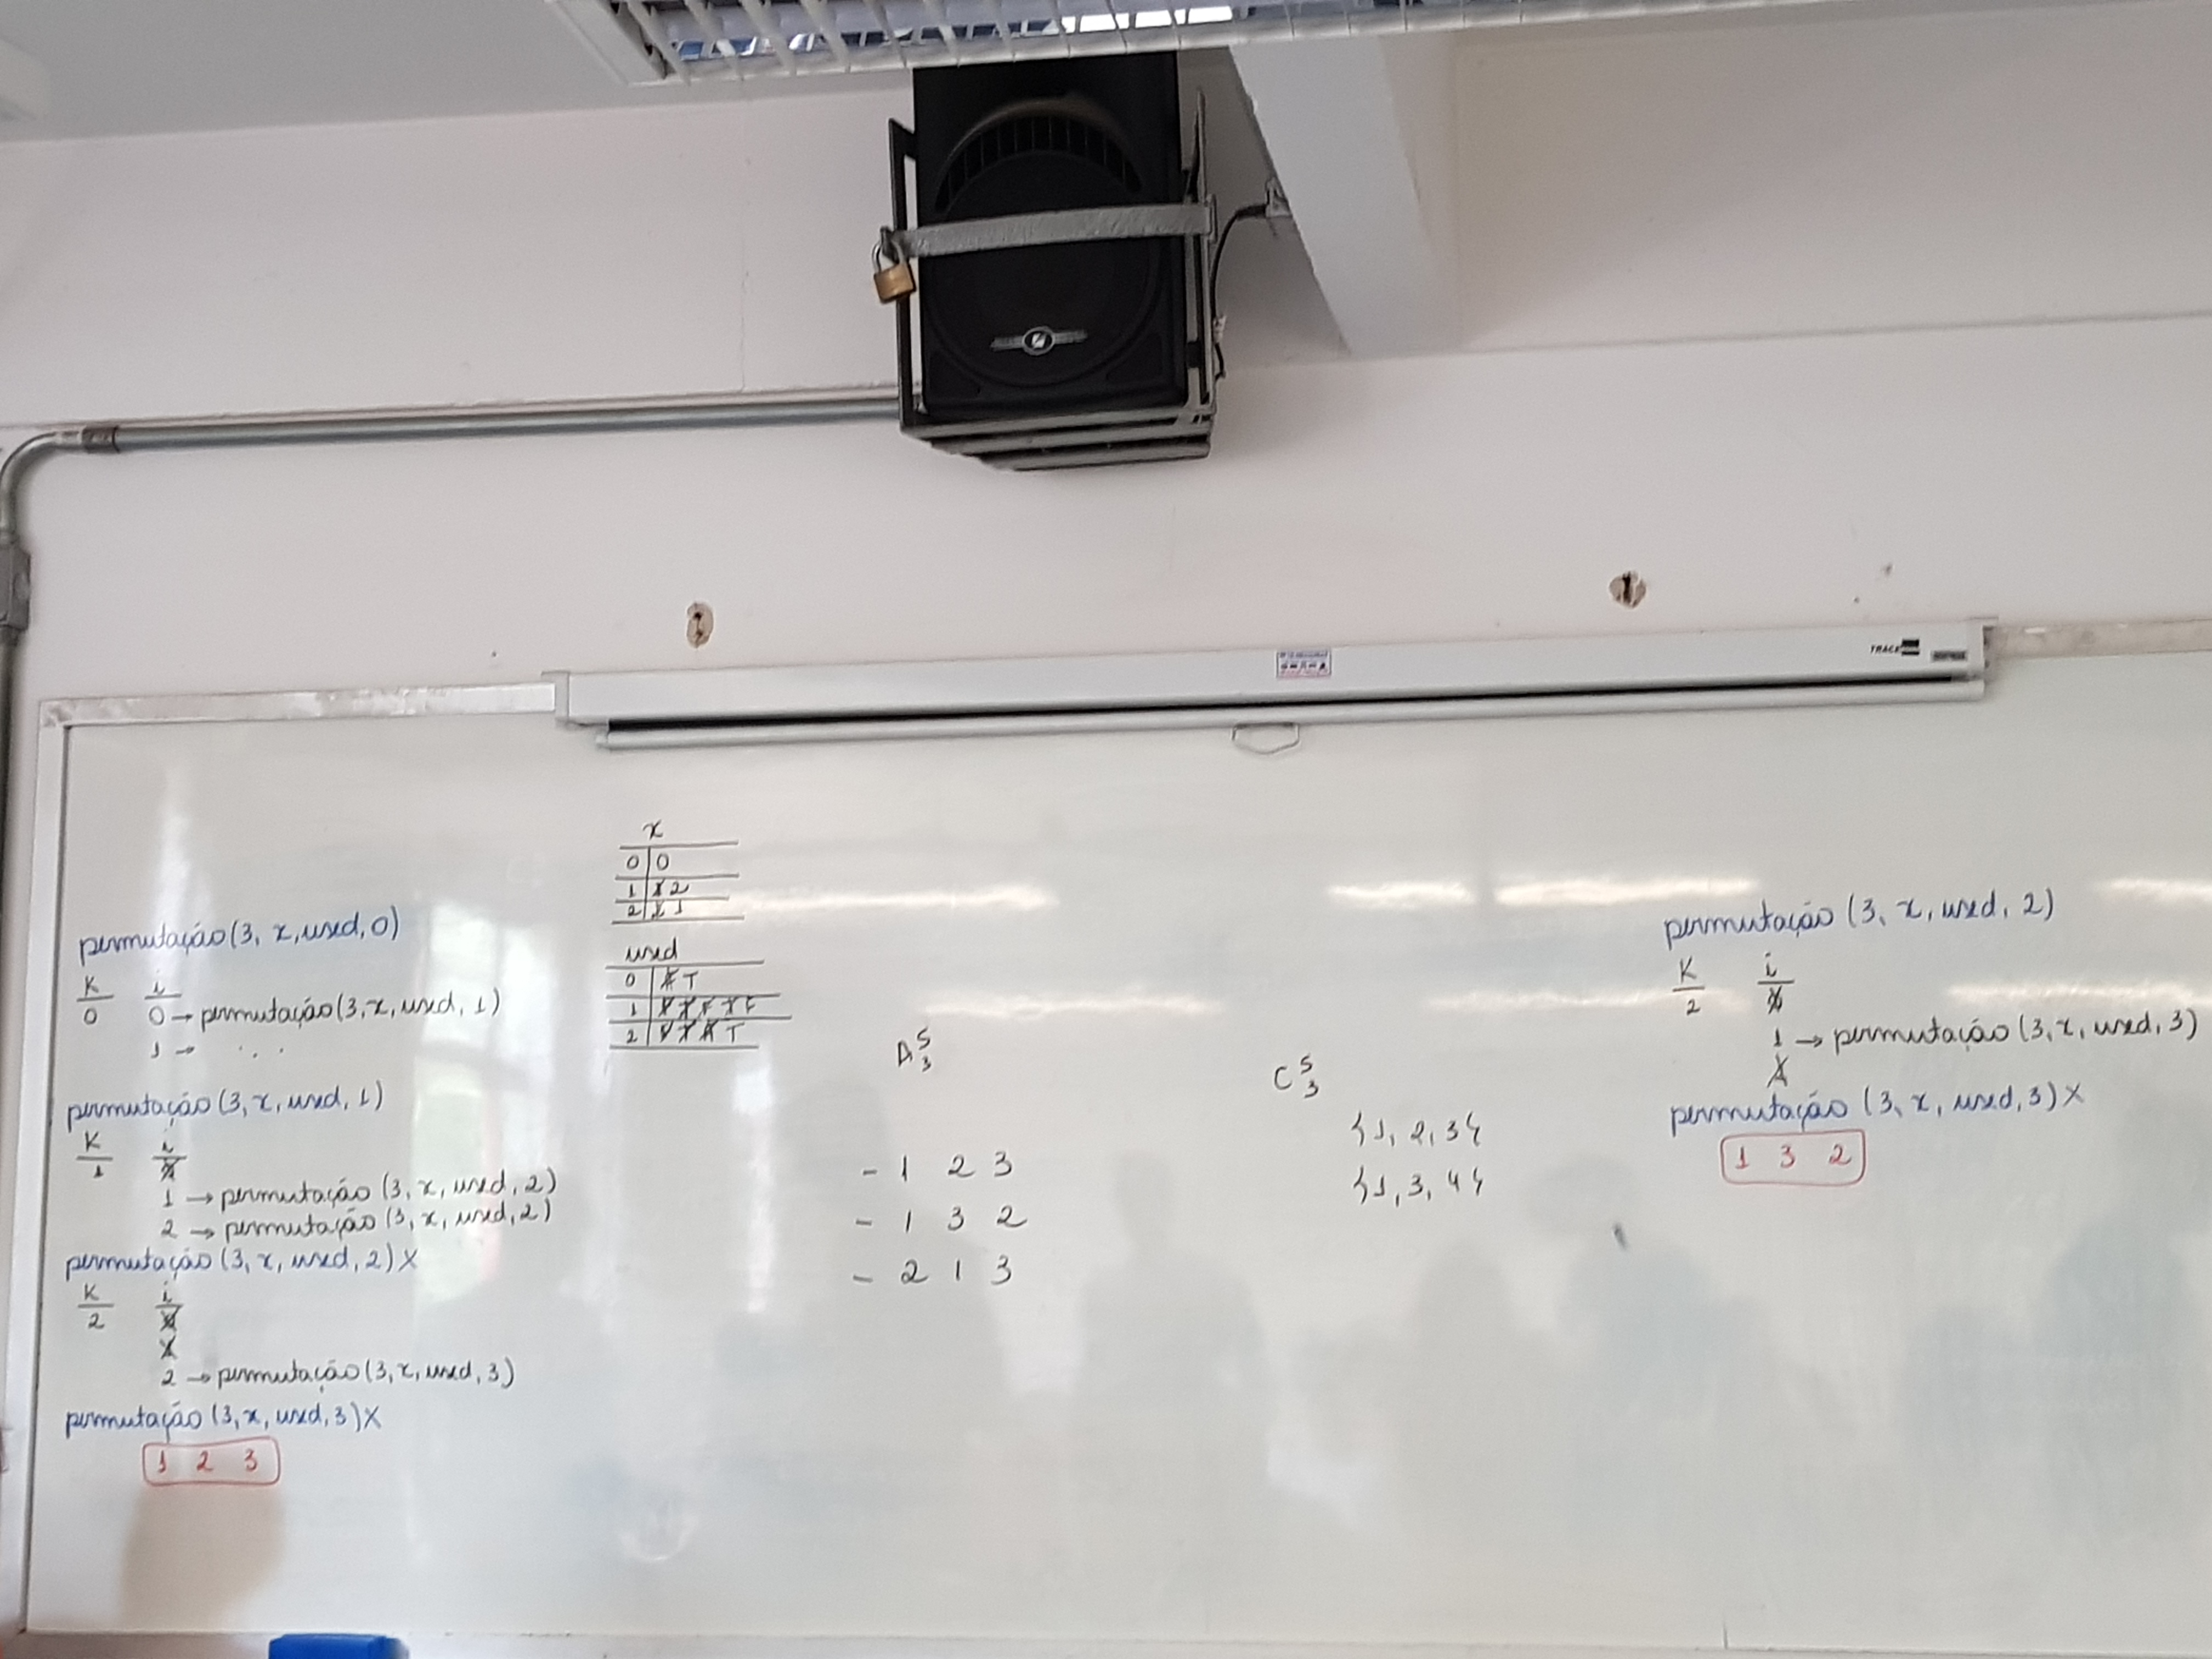 TRACE
permutação (3, x, used, 0)
K i
0 0 → permutação (3, x, used, 1)
1 → . . .
permutação (3, x, used, 1)
K i
1 0
1 → permutação (3, x, used, 2)
2 → permutação (3, x, used, 2)
permutação (3, x, used, 2) X
K i
2 0
1
2 → permutação (3, x, used, 3)
permutação (3, x, used, 3) X
1 2 3
x
0 | 0
1 | 1 2
2 | 2 1
used
0 | F T
1 | F T F T F
2 | F T F T
A 5 3
- 1 2 3
- 1 3 2
- 2 1 3
C 5 3
{1, 2, 3}
{1, 3, 4}
permutação (3, x, used, 2)
K i
2 0
1 → permutação (3, x, used, 3)
2
permutação (3, x, used, 3) X
1 3 2